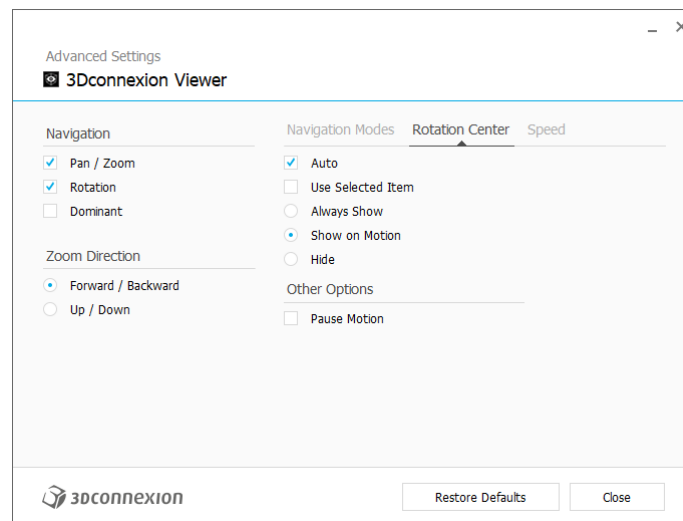 Advanced Settings
3Dconnexion Viewer
Navigation
Pan / Zoom
Rotation
Dominant
Zoom Direction
Forward / Backward
Up / Down
Navigation Modes Rotation Center Speed
Auto
Use Selected Item
Always Show
Show on Motion
Hide
Other Options
Pause Motion
3Dconnexion
Restore Defaults Close